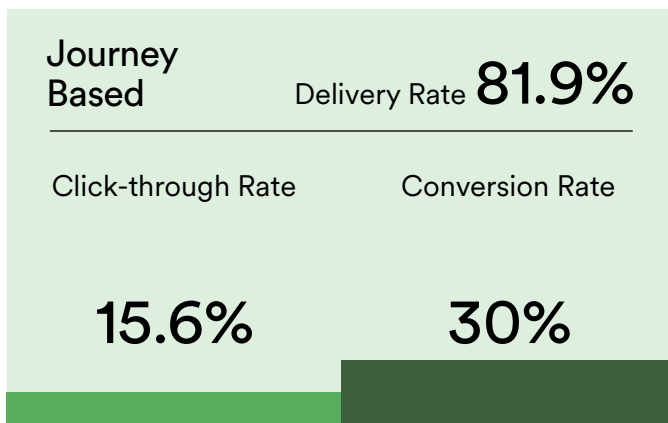 Journey
Based
Delivery Rate 81.9%
Click-through Rate
Conversion Rate
15.6%
30%